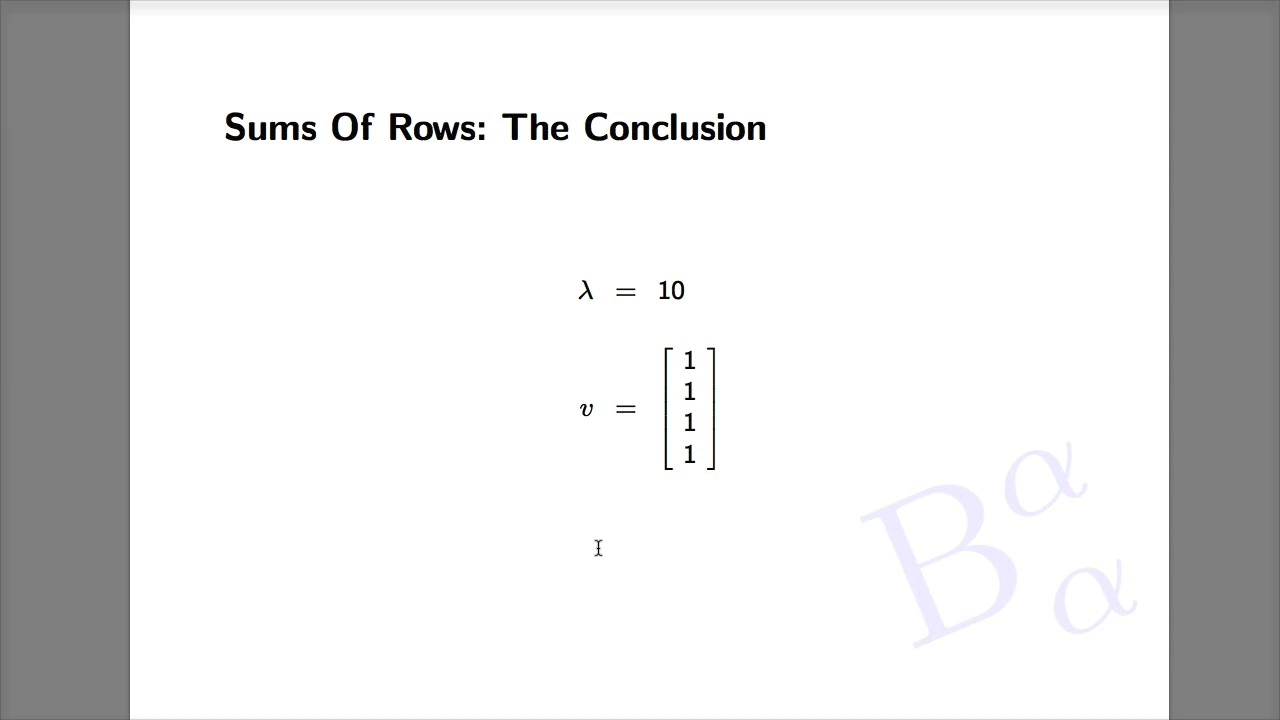 Sums Of Rows: The Conclusion
λ = 10
v = [ 1
1
1
1 ]
B α
α